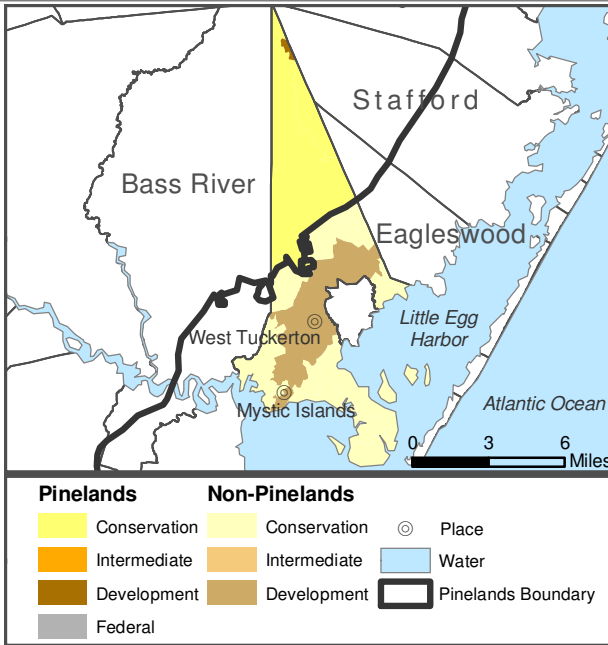 Stafford
Bass River
Eagleswood
Little Egg
Harbor
West Tuckerton
Mystic Islands
Atlantic Ocean
0 3 6
Miles
Pinelands Non-Pinelands
Conservation Conservation Place
Intermediate Intermediate Water
Development Development Pinelands Boundary
Federal